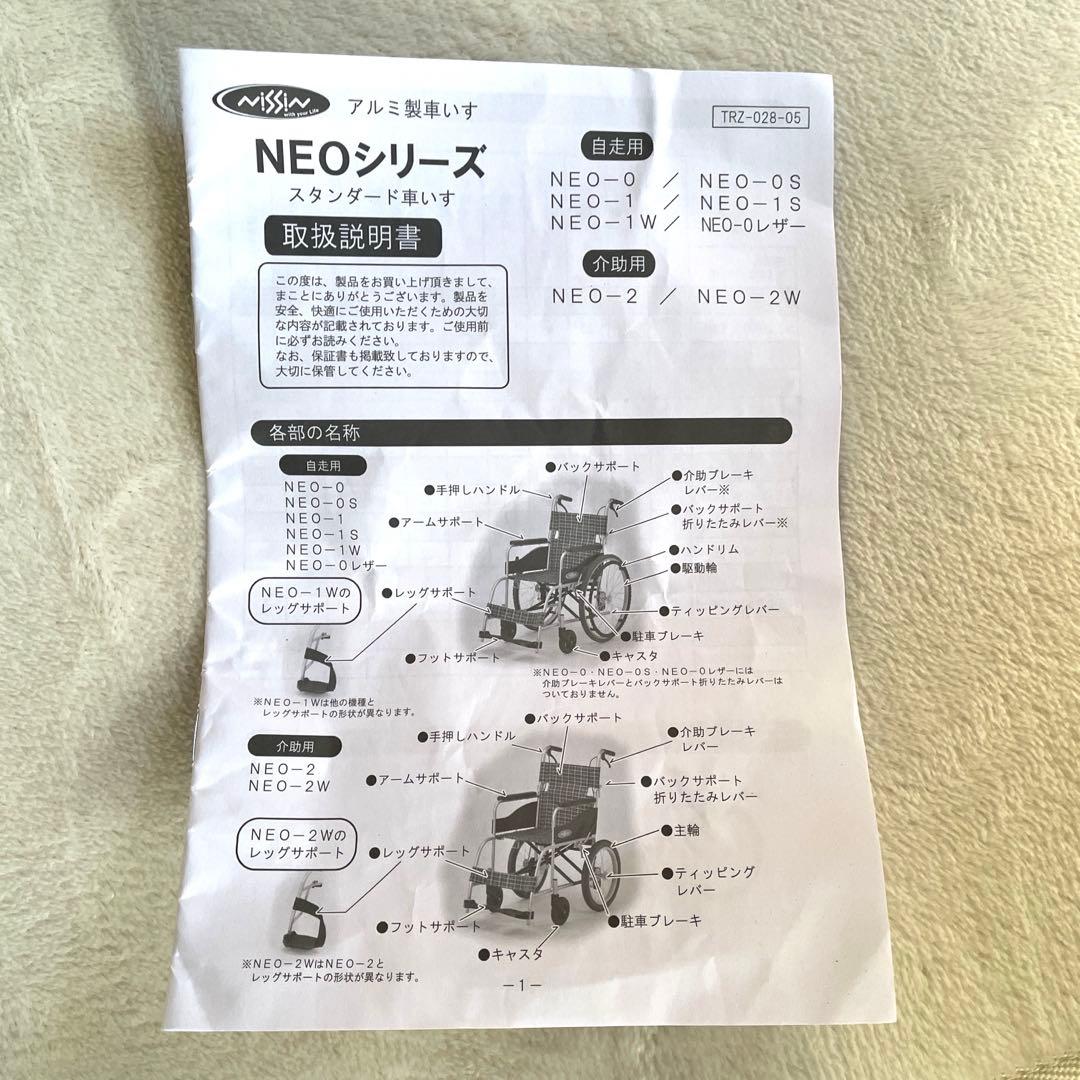 NISSIN
with your Life
アルミ製車いす
TRZ-028-05
NEOシリーズ
スタンダード車いす
取扱説明書
自走用
NEO-0 / NEO-0S
NEO-1 / NEO-1S
NEO-1W / NEO-0レザー
介助用
NEO-2 / NEO-2W
この度は、製品をお買い上げ頂きまして、
まことにありがとうございます。製品を
安全、快適にご使用いただくための大切
な内容が記載されております。ご使用前
に必ずお読みください。
なお、保証書も掲載致しておりますので、
大切に保管してください。
各部の名称
自走用
NEO-0
NEO-0S
NEO-1
NEO-1S
NEO-1W
NEO-0レザー
NEO-1Wの
レッグサポート
※NEO-1Wは他の機種と
レッグサポートの形状が異なります。
●バックサポート
●手押しハンドル
●介助ブレーキ
レバー※
●アームサポート
●バックサポート
折りたたみレバー※
●ハンドリム
●駆動輪
●レッグサポート
●ティッピングレバー
●駐車ブレーキ
●フットサポート
●キャスタ
※NEO-0・NEO-0S・NEO-0レザーには
介助ブレーキレバーとバックサポート折りたたみレバーは
ついておりません。
介助用
NEO-2
NEO-2W
NEO-2Wの
レッグサポート
※NEO-2WはNEO-2と
レッグサポートの形状が異なります。
●バックサポート
●手押しハンドル
●介助ブレーキ
レバー
●アームサポート
●バックサポート
折りたたみレバー
●主輪
●レッグサポート
●ティッピング
レバー
●フットサポート
●駐車ブレーキ
●キャスタ
-1-